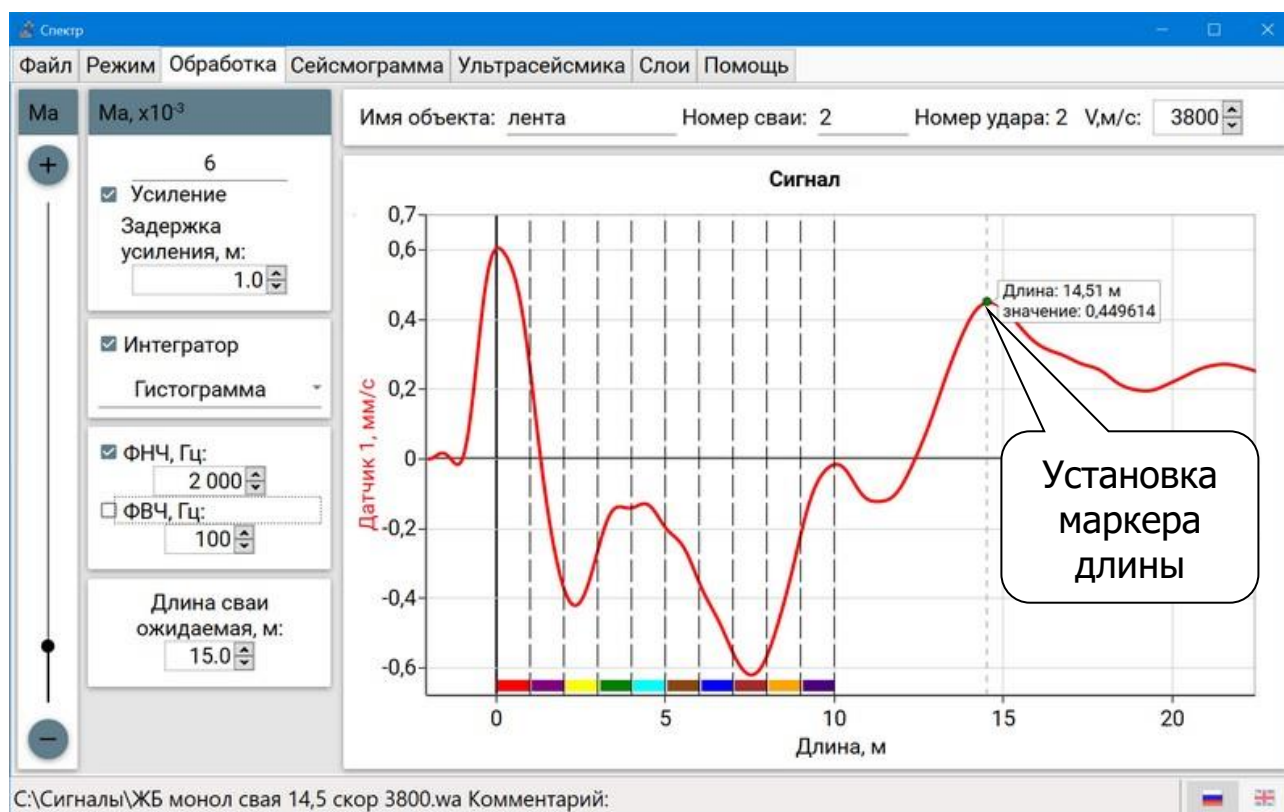 Спектр
Файл Режим Обработка Сейсмограмма Ультрасейсмика Слои Помощь
Ma
Ma, x10-3
6
Усиление
Задержка
усиления, м:
1.0
Интегратор
Гистограмма
ФНЧ, Гц:
2 000
ФВЧ, Гц:
100
Длина сваи
ожидаемая, м:
15.0
Имя объекта: лента Номер сваи: 2 Номер удара: 2 V,м/с: 3800
Сигнал
Датчик 1, мм/с
0,7
0,6
0,4
0,2
0
-0,2
-0,4
-0,6
Длина: 14,51 м
значение: 0,449614
Установка
маркера
длины
0 5 10 15 20
Длина, м
C:\Сигналы\ЖБ монол свая 14,5 скор 3800.wa Комментарий: